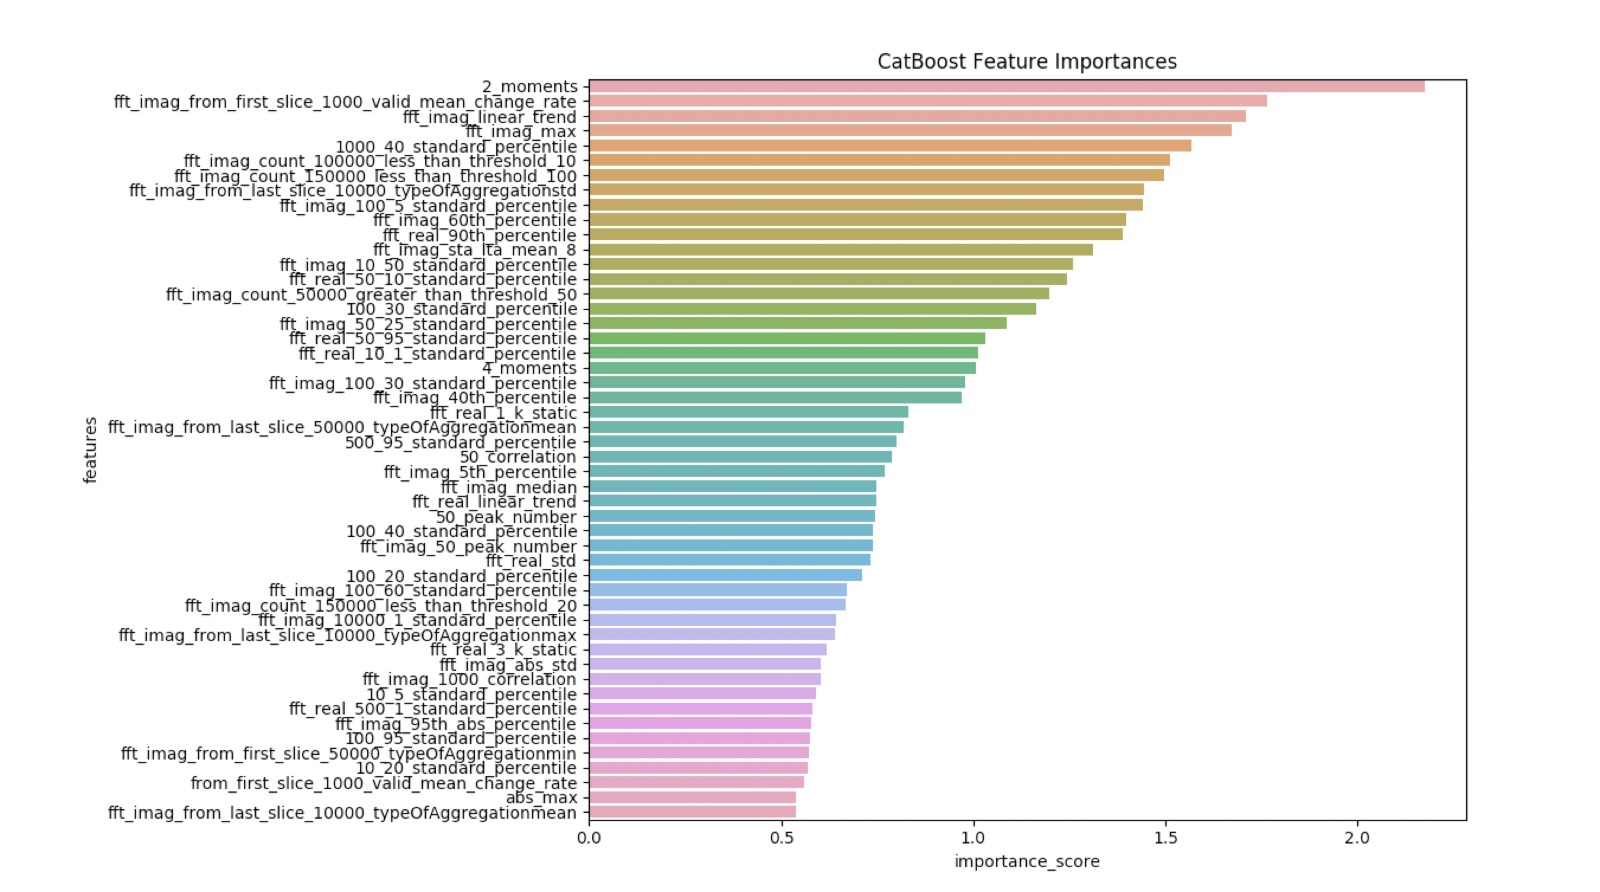 CatBoost Feature Importances
2_moments
fft_imag_from_first_slice_1000_valid_mean_change_rate
fft_imag_linear_trend
fft_imag_max
1000_40_standard_percentile
fft_imag_count_100000_less_than_threshold_10
fft_imag_count_150000_less_than_threshold_100
fft_imag_from_last_slice_10000_typeOfAggregationstd
fft_imag_100_5_standard_percentile
fft_imag_60th_percentile
fft_real_90th_percentile
fft_imag_sta_lta_mean_8
fft_imag_10_50_standard_percentile
fft_real_50_10_standard_percentile
fft_imag_count_50000_greater_than_threshold_50
100_30_standard_percentile
fft_imag_50_25_standard_percentile
fft_real_50_95_standard_percentile
fft_real_10_1_standard_percentile
4_moments
fft_imag_100_30_standard_percentile
fft_imag_40th_percentile
fft_real_1_k_static
fft_imag_from_last_slice_50000_typeOfAggregationmean
500_95_standard_percentile
50_correlation
fft_imag_5th_percentile
fft_imag_median
fft_real_linear_trend
50_peak_number
100_40_standard_percentile
fft_imag_50_peak_number
fft_real_std
100_20_standard_percentile
fft_imag_100_60_standard_percentile
fft_imag_count_150000_less_than_threshold_20
fft_imag_10000_1_standard_percentile
fft_imag_from_last_slice_10000_typeOfAggregationmax
fft_real_3_k_static
fft_imag_abs_std
fft_imag_1000_correlation
10_5_standard_percentile
fft_real_500_1_standard_percentile
fft_imag_95th_abs_percentile
100_95_standard_percentile
fft_imag_from_first_slice_50000_typeOfAggregationmin
10_20_standard_percentile
from_first_slice_1000_valid_mean_change_rate
abs_max
fft_imag_from_last_slice_10000_typeOfAggregationmean
features
0.0 0.5 1.0 1.5 2.0
importance_score